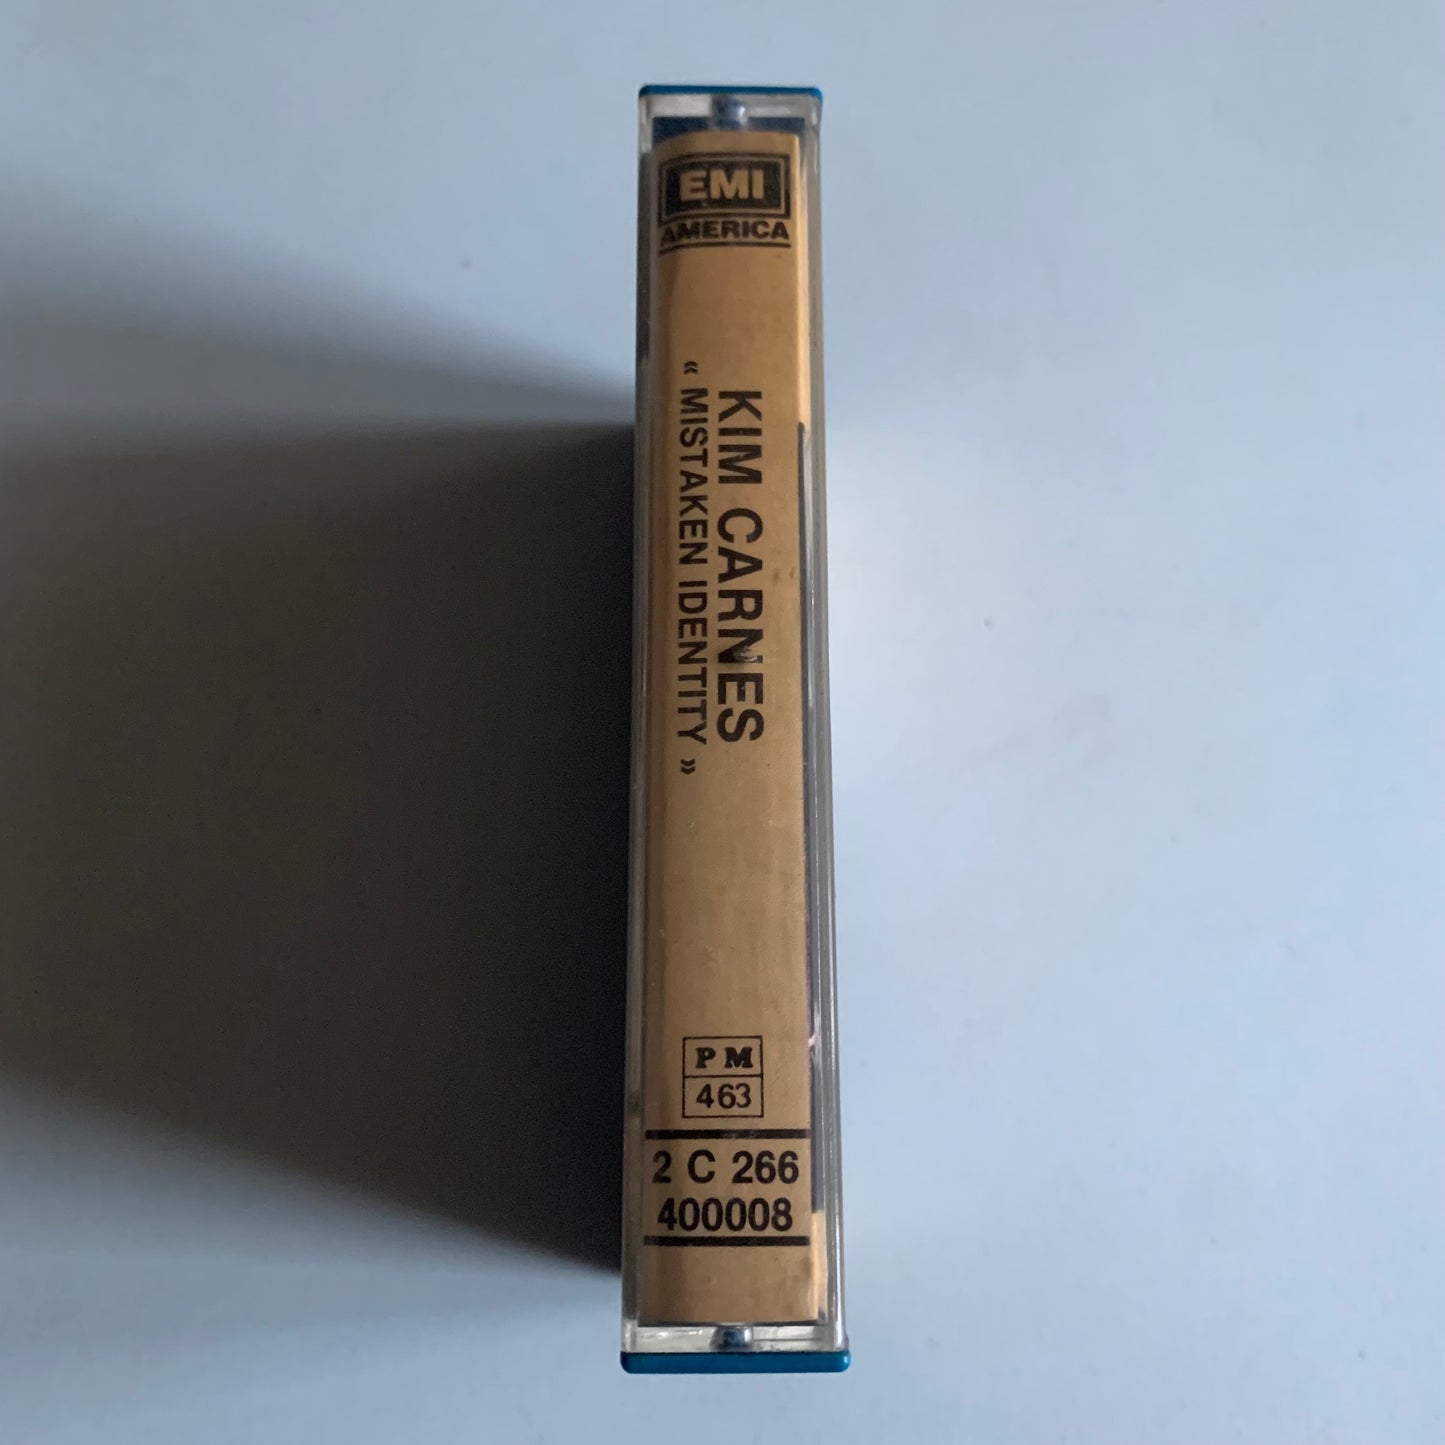 EMI
AMERICA
KIM CARNES
« MISTAKEN IDENTITY »
PM
463
2 C 266
400008